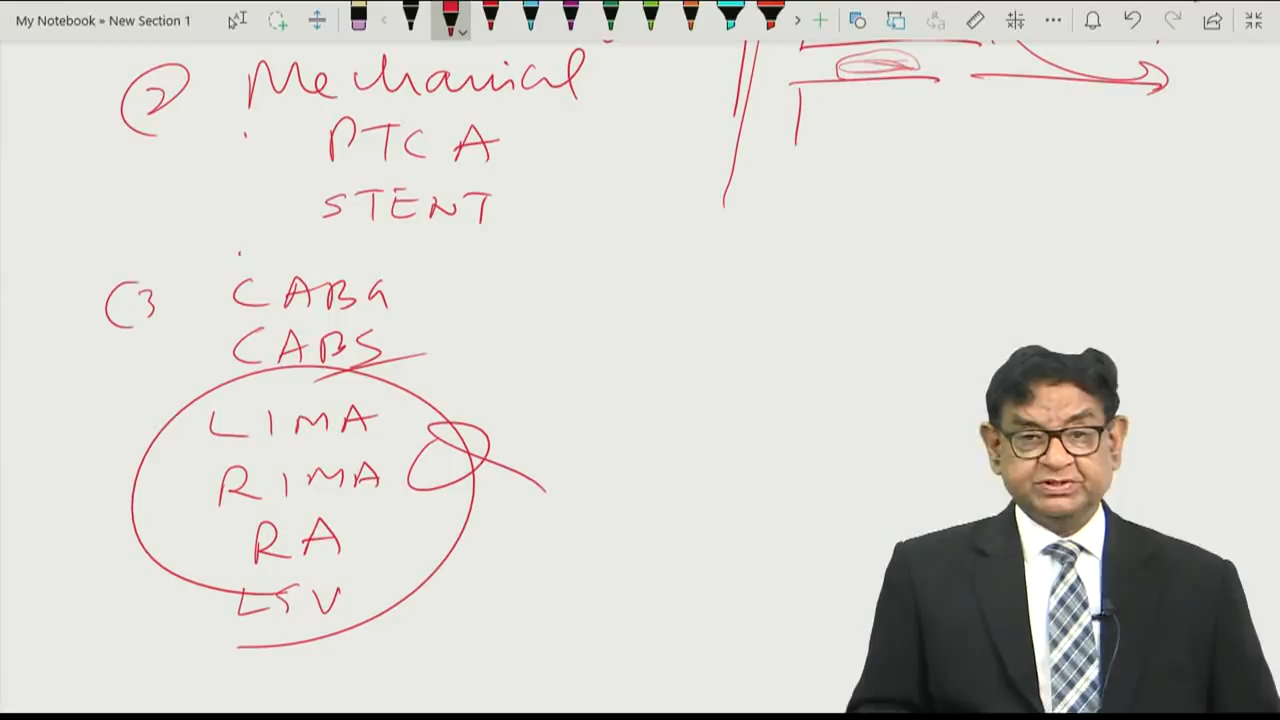 My Notebook » New Section 1
② Mechanical
PTCA
STENT
(3 CABG
CABS
LIMA
RIMA
RA
LSV